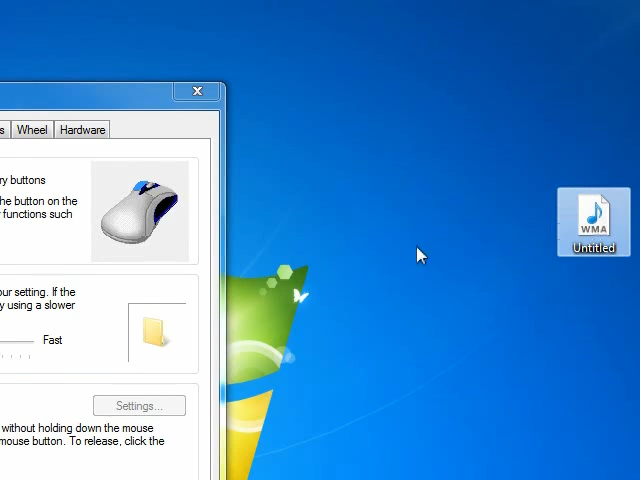 X
s Wheel Hardware
ry buttons
he button on the
functions such
our setting. If the
y using a slower
Fast
Settings...
without holding down the mouse
mouse button. To release, click the
WMA
Untitled